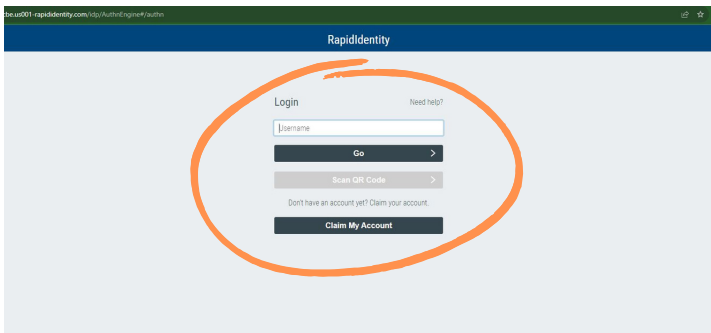 cbe.us001-rapididentity.com/idp/AuthnEngine#/authn
RapidIdentity
Login
Need help?
Username
Go
Scan QR Code
Don't have an account yet? Claim your account.
Claim My Account